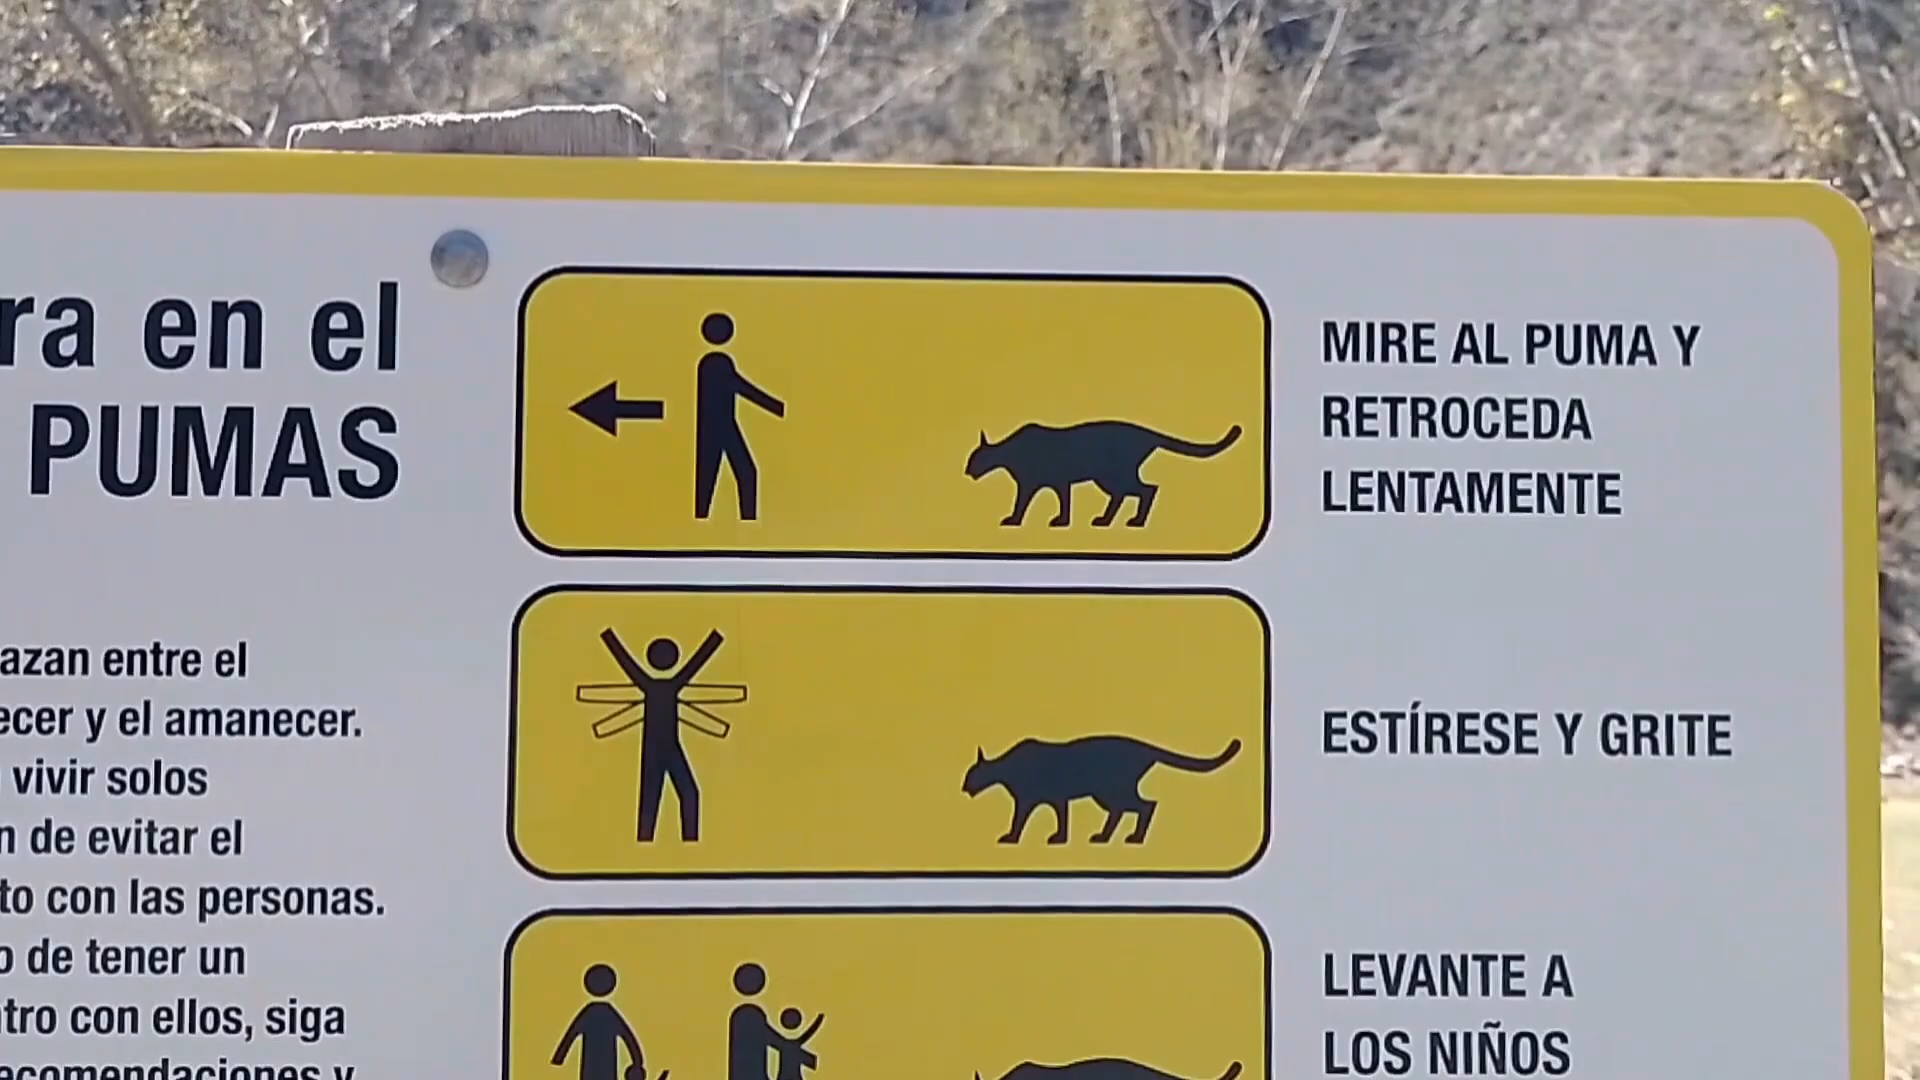 ra en el
PUMAS
azan entre el
ecer y el amanecer.
vivir solos
n de evitar el
to con las personas.
o de tener un
tro con ellos, siga
ecomendaciones y
MIRE AL PUMA Y
RETROCEDA
LENTAMENTE
ESTÍRESE Y GRITE
LEVANTE A
LOS NIÑOS